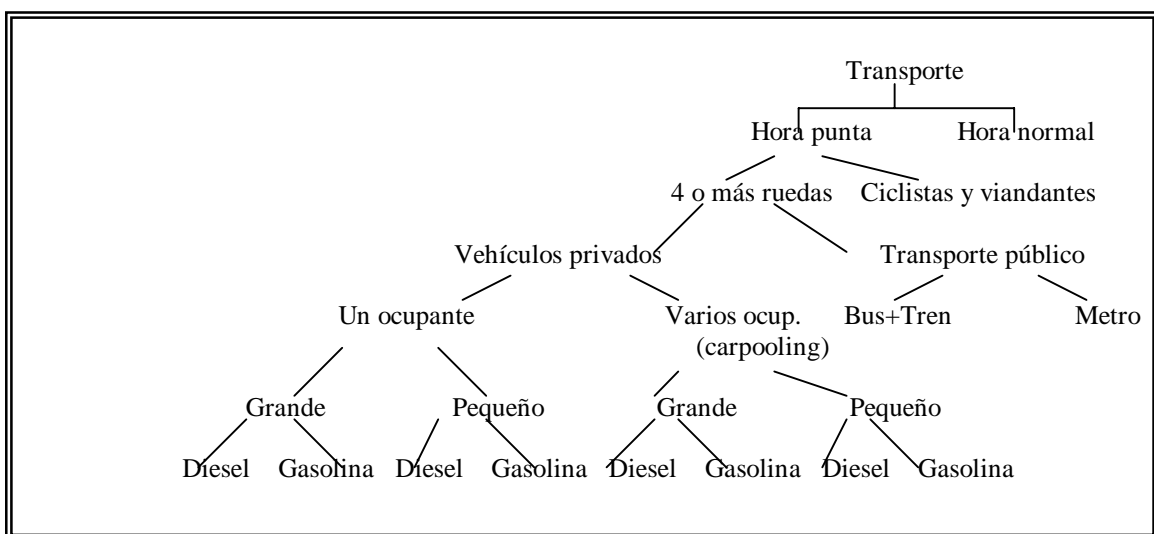 Transporte
Hora punta Hora normal
4 o más ruedas Ciclistas y viandantes
Vehículos privados Transporte público
Un ocupante Varios ocup. Bus+Tren Metro
(carpooling)
Grande Pequeño Grande Pequeño
Diesel Gasolina Diesel Gasolina Diesel Gasolina Diesel Gasolina